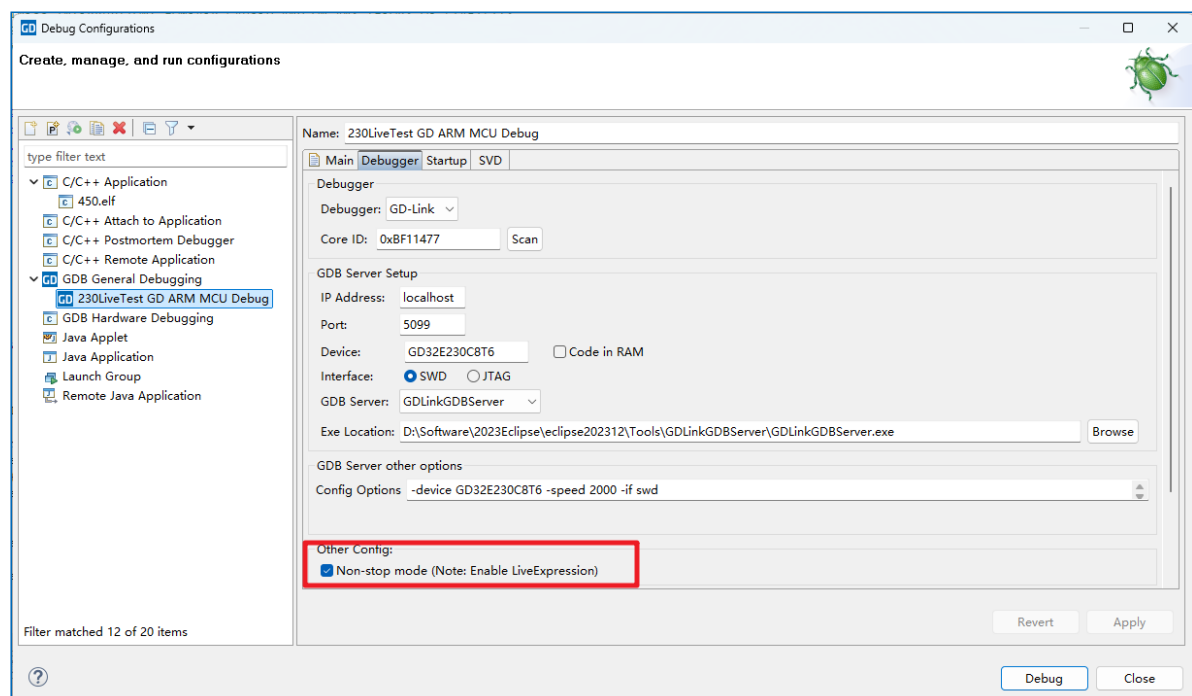 GD Debug Configurations
Create, manage, and run configurations
type filter text
C/C++ Application
450.elf
C/C++ Attach to Application
C/C++ Postmortem Debugger
C/C++ Remote Application
GD GDB General Debugging
GD 230LiveTest GD ARM MCU Debug
GDB Hardware Debugging
Java Applet
Java Application
Launch Group
Remote Java Application
Filter matched 12 of 20 items
Name: 230LiveTest GD ARM MCU Debug
Main Debugger Startup SVD
Debugger
Debugger: GD-Link
Core ID: 0xBF11477 Scan
GDB Server Setup
IP Address: localhost
Port: 5099
Device: GD32E230C8T6 Code in RAM
Interface: SWD JTAG
GDB Server: GDLinkGDBServer
Exe Location: D:\Software\2023Eclipse\eclipse202312\Tools\GDLinkGDBServer\GDLinkGDBServer.exe Browse
GDB Server other options
Config Options -device GD32E230C8T6 -speed 2000 -if swd
Other Config:
Non-stop mode (Note: Enable LiveExpression)
Revert Apply
Debug Close